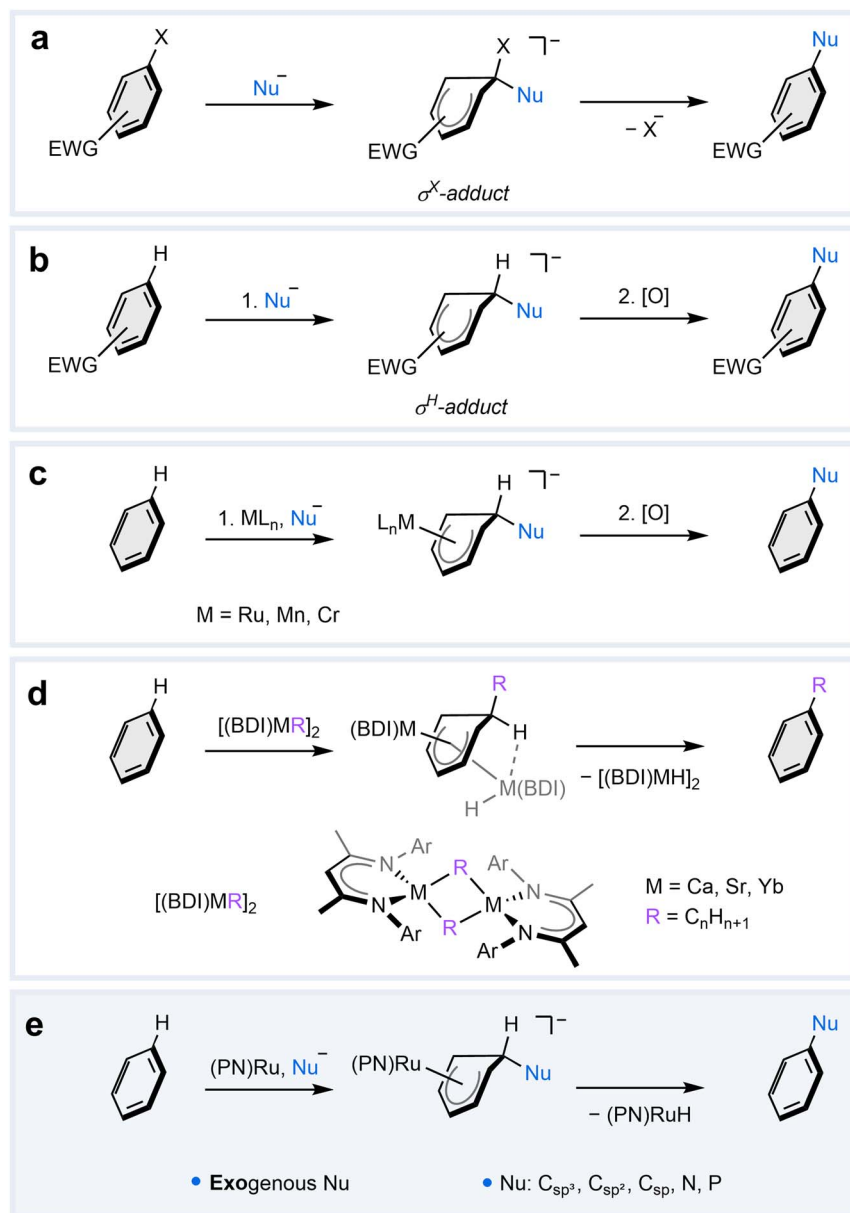 a
X
EWG
Nu⁻
X
Nu
EWG
⁻
σˣ-adduct
– X⁻
Nu
EWG
b
H
EWG
1. Nu⁻
H
Nu
EWG
⁻
σᴴ-adduct
2. [O]
Nu
EWG
c
H
1. MLₙ, Nu⁻
M = Ru, Mn, Cr
LₙM
H
Nu
⁻
2. [O]
Nu
d
H
[(BDI)MR]₂
(BDI)M
R
H
M(BDI)
H
– [(BDI)MH]₂
R
[(BDI)MR]₂
Ar
N
M
N
Ar
R
R
Ar
N
M
N
Ar
M = Ca, Sr, Yb
R = CₙHₙ₊₁
e
H
(PN)Ru, Nu⁻
(PN)Ru
H
Nu
⁻
– (PN)RuH
Nu
• Exogenous Nu
• Nu: Csp³, Csp², Csp, N, P